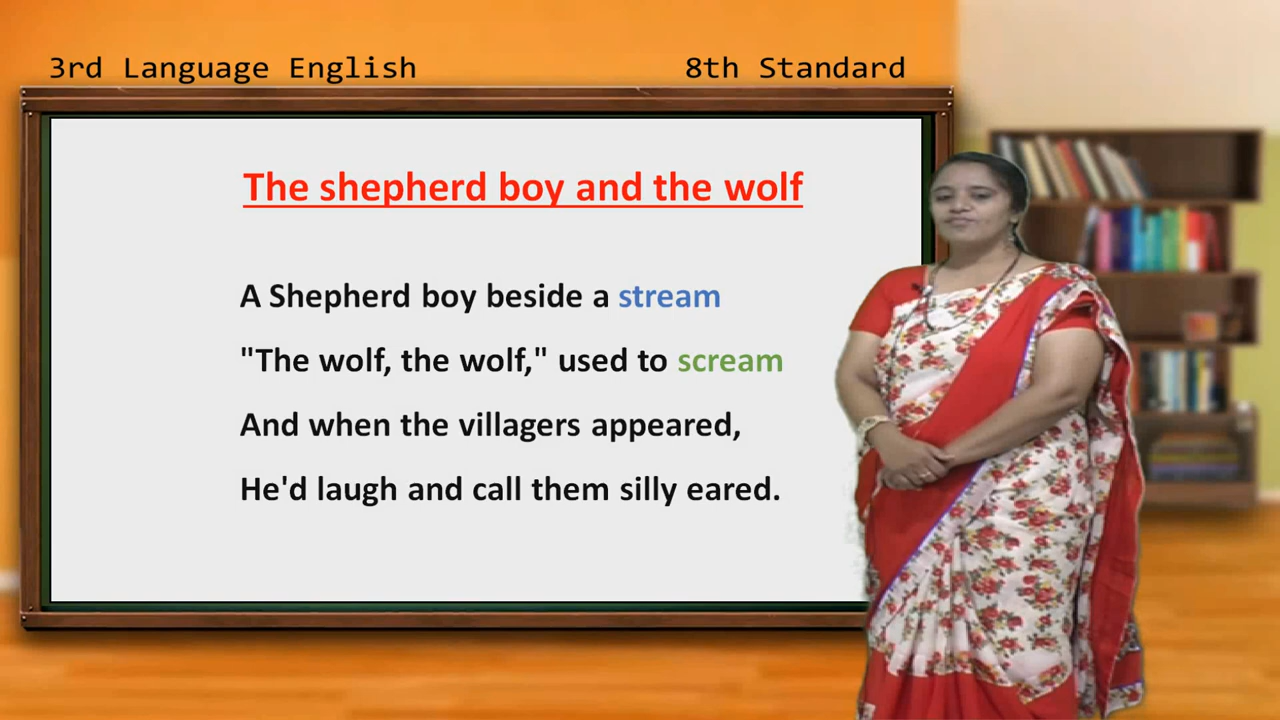 3rd Language English
8th Standard
The shepherd boy and the wolf
A Shepherd boy beside a stream
"The wolf, the wolf," used to scream
And when the villagers appeared,
He'd laugh and call them silly eared.